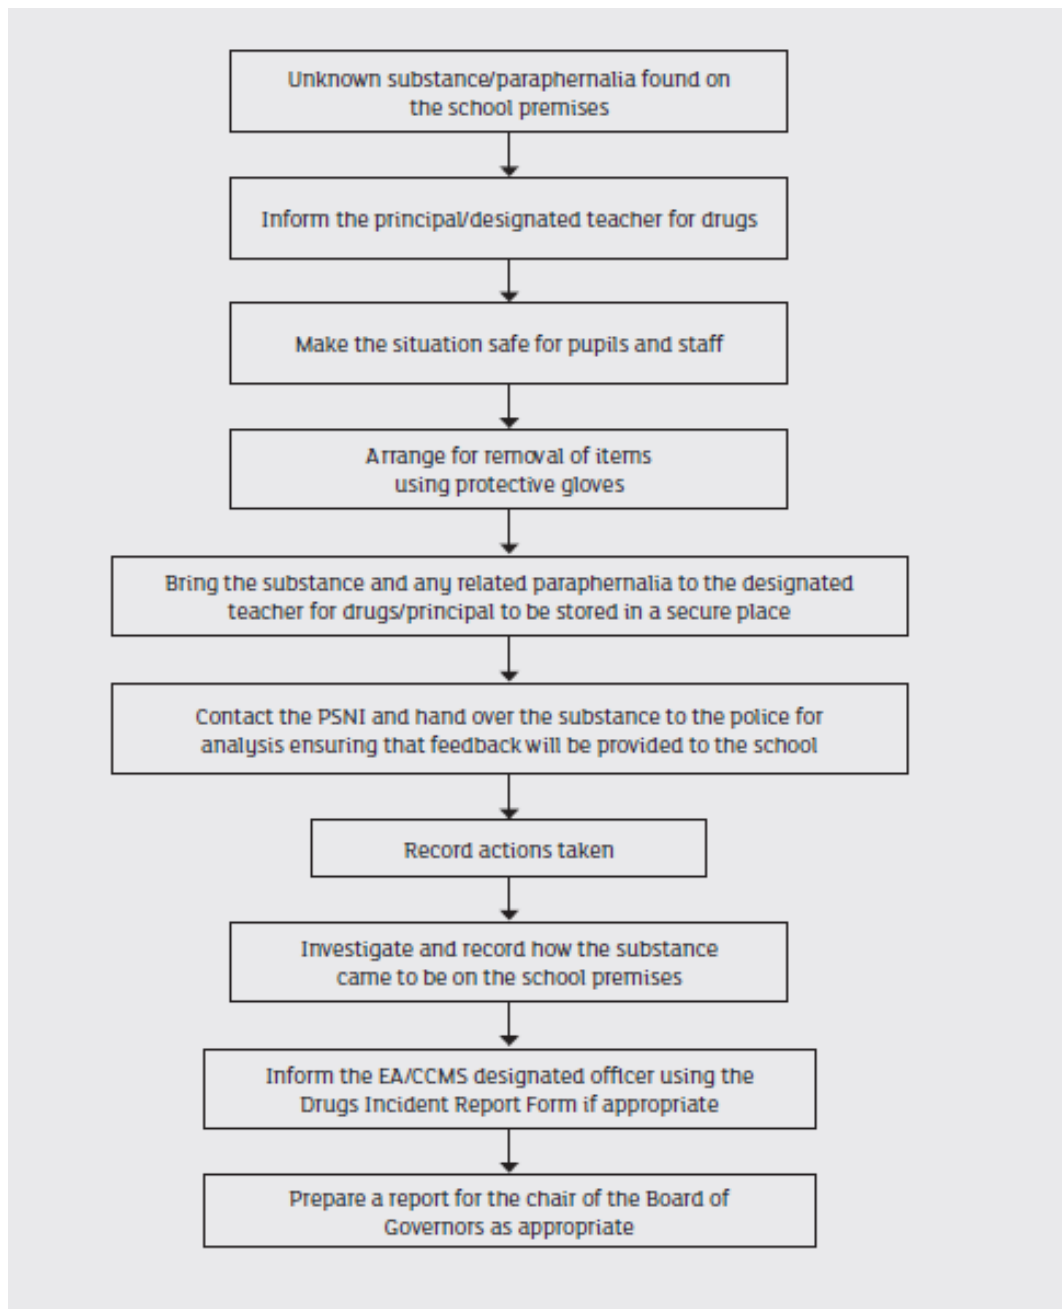 Unknown substance/paraphernalia found on
the school premises
Inform the principal/designated teacher for drugs
Make the situation safe for pupils and staff
Arrange for removal of items
using protective gloves
Bring the substance and any related paraphernalia to the designated
teacher for drugs/principal to be stored in a secure place
Contact the PSNI and hand over the substance to the police for
analysis ensuring that feedback will be provided to the school
Record actions taken
Investigate and record how the substance
came to be on the school premises
Inform the EA/CCMS designated officer using the
Drugs Incident Report Form if appropriate
Prepare a report for the chair of the Board of
Governors as appropriate